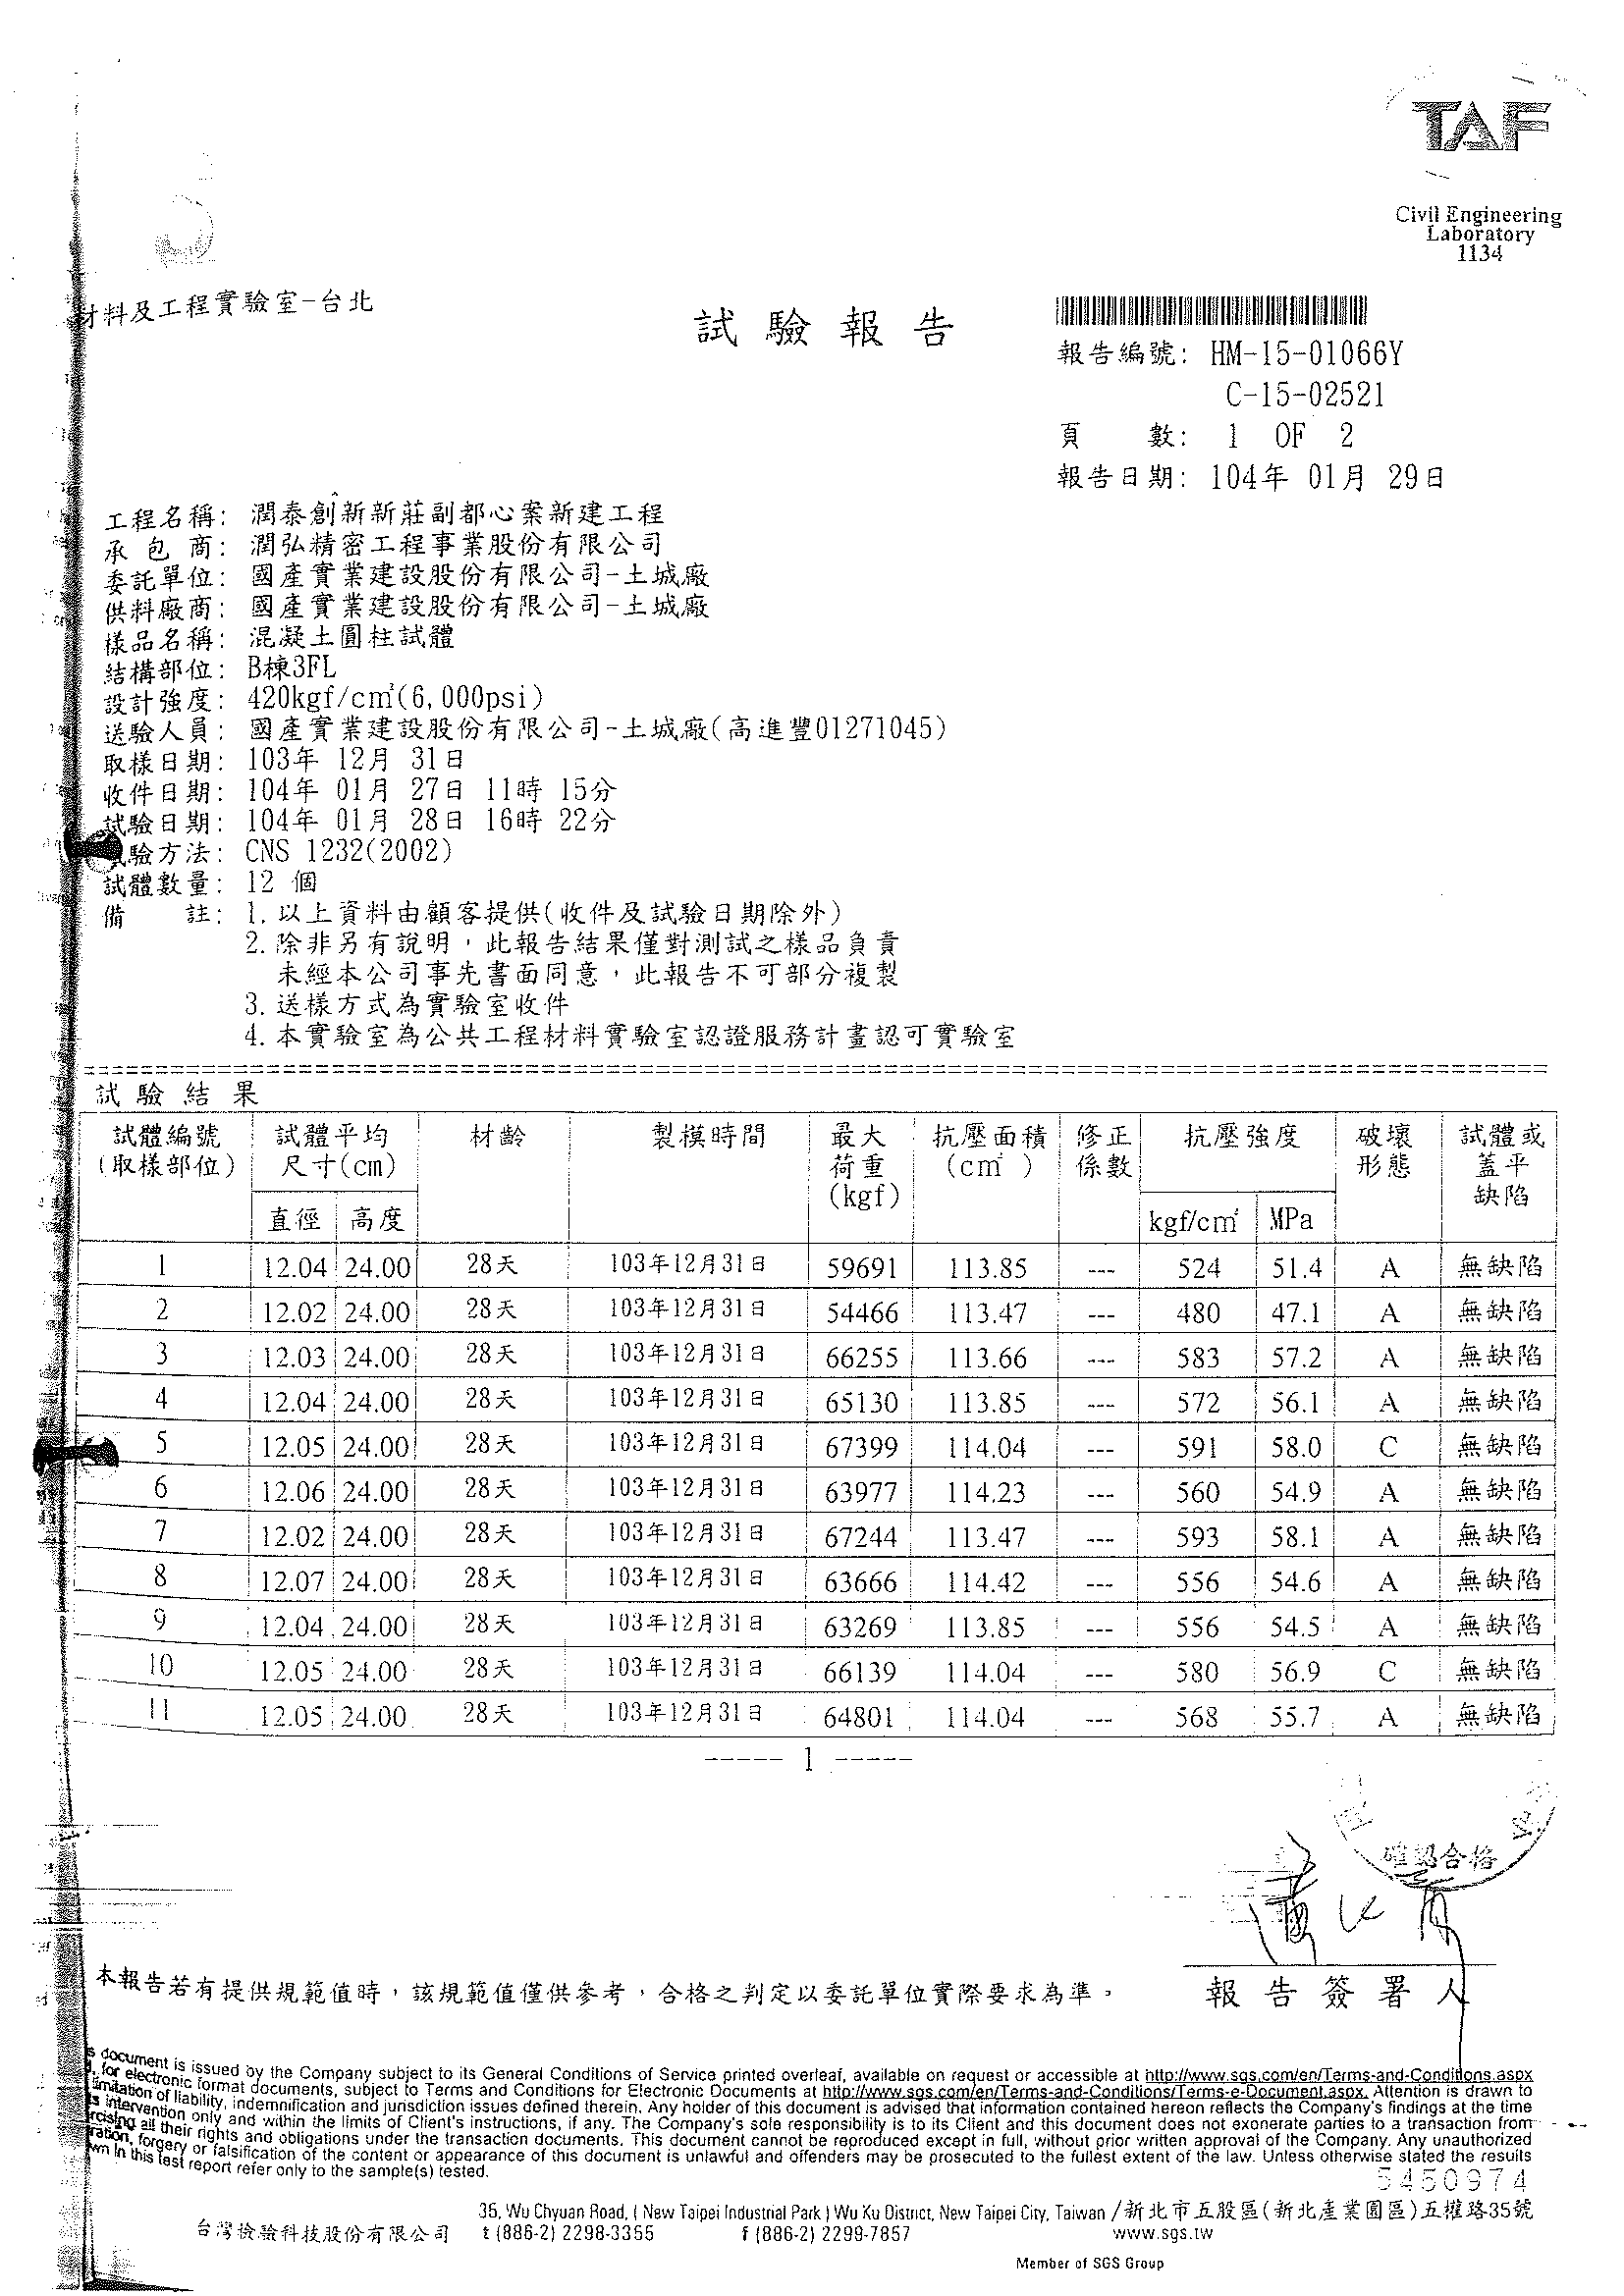 TAF
Civil Engineering
Laboratory
1134
材料及工程實驗室-台北
試驗報告
報告編號: HM-15-01066Y
C-15-02521
頁 數: 1 OF 2
報告日期: 104年 01月 29日
工程名稱: 潤泰創新新莊副都心案新建工程
承包商: 潤弘精密工程事業股份有限公司
委託單位: 國產實業建設股份有限公司-土城廠
供料廠商: 國產實業建設股份有限公司-土城廠
樣品名稱: 混凝土圓柱試體
結構部位: B棟3FL
設計強度: 420kgf/cm²(6,000psi)
送驗人員: 國產實業建設股份有限公司-土城廠(高進豐01271045)
取樣日期: 103年 12月 31日
收件日期: 104年 01月 27日 11時 15分
試驗日期: 104年 01月 28日 16時 22分
試驗方法: CNS 1232(2002)
試體數量: 12 個
備 註: 1.以上資料由顧客提供(收件及試驗日期除外)
2.除非另有說明，此報告結果僅對測試之樣品負責
未經本公司事先書面同意，此報告不可部分複製
3.送樣方式為實驗室收件
4.本實驗室為公共工程材料實驗室認證服務計畫認可實驗室
試驗結果
試體編號 (取樣部位) 試體平均 尺寸(cm) 材齡 製模時間 最大 荷重 (kgf) 抗壓面積 (cm²) 修正 係數 抗壓強度 破壞 形態 試體或 蓋平 缺陷
直徑 高度 kgf/cm² MPa
1 12.04 24.00 28天 103年12月31日 59691 113.85 --- 524 51.4 A 無缺陷
2 12.02 24.00 28天 103年12月31日 54466 113.47 --- 480 47.1 A 無缺陷
3 12.03 24.00 28天 103年12月31日 66255 113.66 --- 583 57.2 A 無缺陷
4 12.04 24.00 28天 103年12月31日 65130 113.85 --- 572 56.1 A 無缺陷
5 12.05 24.00 28天 103年12月31日 67399 114.04 --- 591 58.0 C 無缺陷
6 12.06 24.00 28天 103年12月31日 63977 114.23 --- 560 54.9 A 無缺陷
7 12.02 24.00 28天 103年12月31日 67244 113.47 --- 593 58.1 A 無缺陷
8 12.07 24.00 28天 103年12月31日 63666 114.42 --- 556 54.6 A 無缺陷
9 12.04 24.00 28天 103年12月31日 63269 113.85 --- 556 54.5 A 無缺陷
10 12.05 24.00 28天 103年12月31日 66139 114.04 --- 580 56.9 C 無缺陷
11 12.05 24.00 28天 103年12月31日 64801 114.04 --- 568 55.7 A 無缺陷
----- 1 -----
確認合格
本報告若有提供規範值時，該規範值僅供參考，合格之判定以委託單位實際要求為準。
報告簽署人
s document is issued by the Company subject to its General Conditions of Service printed overleaf, available on request or accessible at http://www.sgs.com/en/Terms-and-Conditions.aspx
, for electronic format documents, subject to Terms and Conditions for Electronic Documents at http://www.sgs.com/en/Terms-and-Conditions/Terms-e-Document.aspx. Attention is drawn to
limitation of liability, indemnification and jurisdiction issues defined therein. Any holder of this document is advised that information contained hereon reflects the Company's findings at the time
s intervention only and within the limits of Client's instructions, if any. The Company's sole responsibility is to its Client and this document does not exonerate parties to a transaction from
rcising all their rights and obligations under the transaction documents. This document cannot be reproduced except in full, without prior written approval of the Company. Any unauthorized
ration, forgery or falsification of the content or appearance of this document is unlawful and offenders may be prosecuted to the fullest extent of the law. Unless otherwise stated the results
wn in this test report refer only to the sample(s) tested.
5450974
35, Wu Chyuan Road, ( New Taipei Industrial Park ) Wu Ku District, New Taipei City, Taiwan /新北市五股區(新北產業園區)五權路35號
台灣檢驗科技股份有限公司 t (886-2) 2298-3355 f (886-2) 2299-7857 www.sgs.tw
Member of SGS Group